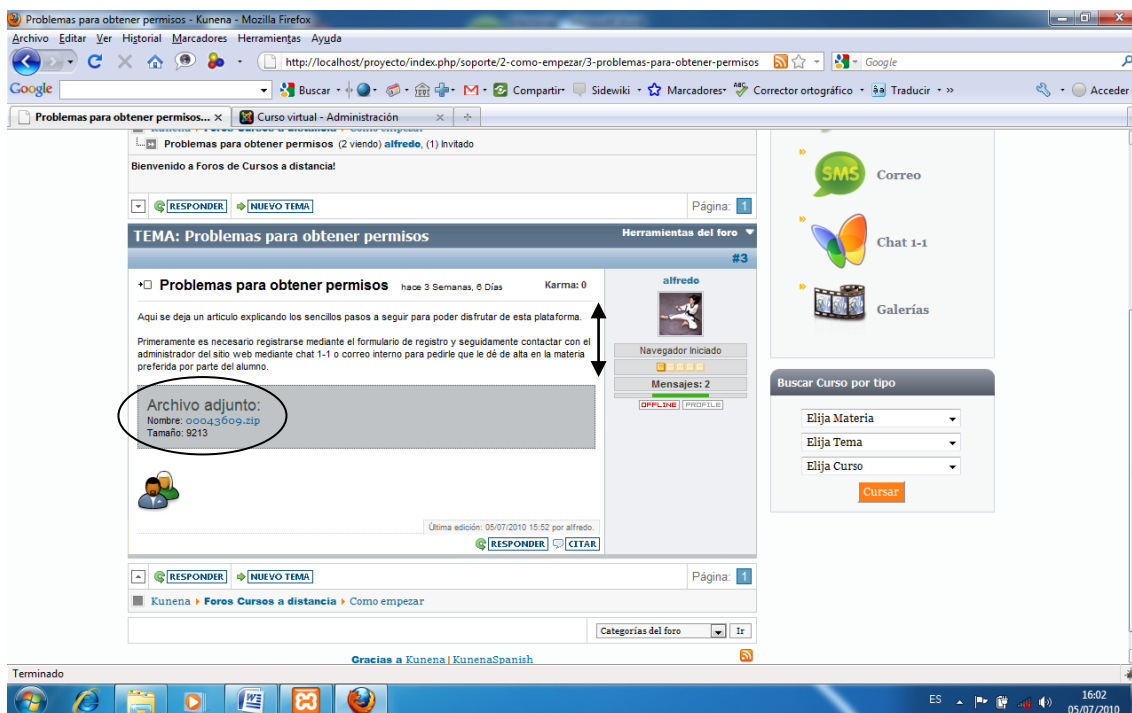 Problemas para obtener permisos - Kunena - Mozilla Firefox
Archivo Editar Ver Historial Marcadores Herramientas Ayuda
http://localhost/proyecto/index.php/soporte/2-como-empezar/3-problemas-para-obtener-permisos
Google
Google
Buscar
Compartir
Sidewiki
Marcadores
Corrector ortográfico
Traducir
»
Acceder
Problemas para obtener permisos...
Curso virtual - Administración
Kunena Foros Cursos a distancia Como empezar
Problemas para obtener permisos (2 viendo) alfredo, (1) Invitado
Bienvenido a Foros de Cursos a distancia!
RESPONDER NUEVO TEMA Página: 1
TEMA: Problemas para obtener permisos Herramientas del foro
#3
Problemas para obtener permisos hace 3 Semanas, 6 Días Karma: 0
Aqui se deja un articulo explicando los sencillos pasos a seguir para poder disfrutar de esta plataforma.
Primeramente es necesario registrarse mediante el formulario de registro y seguidamente contactar con el
administrador del sitio web mediante chat 1-1 o correo interno para pedirle que le dé de alta en la materia
preferida por parte del alumno.
Archivo adjunto:
Nombre: 00043609.zip
Tamaño: 9213
alfredo
Navegador Iniciado
Mensajes: 2
OFFLINE PROFILE
Última edición: 05/07/2010 15:52 por alfredo.
RESPONDER CITAR
RESPONDER NUEVO TEMA Página: 1
Kunena Foros Cursos a distancia Como empezar
Categorías del foro Ir
Gracias a Kunena | KunenaSpanish
SMS
Correo
Chat 1-1
Galerías
Buscar Curso por tipo
Elija Materia
Elija Tema
Elija Curso
Cursar
Terminado
ES
16:02
05/07/2010